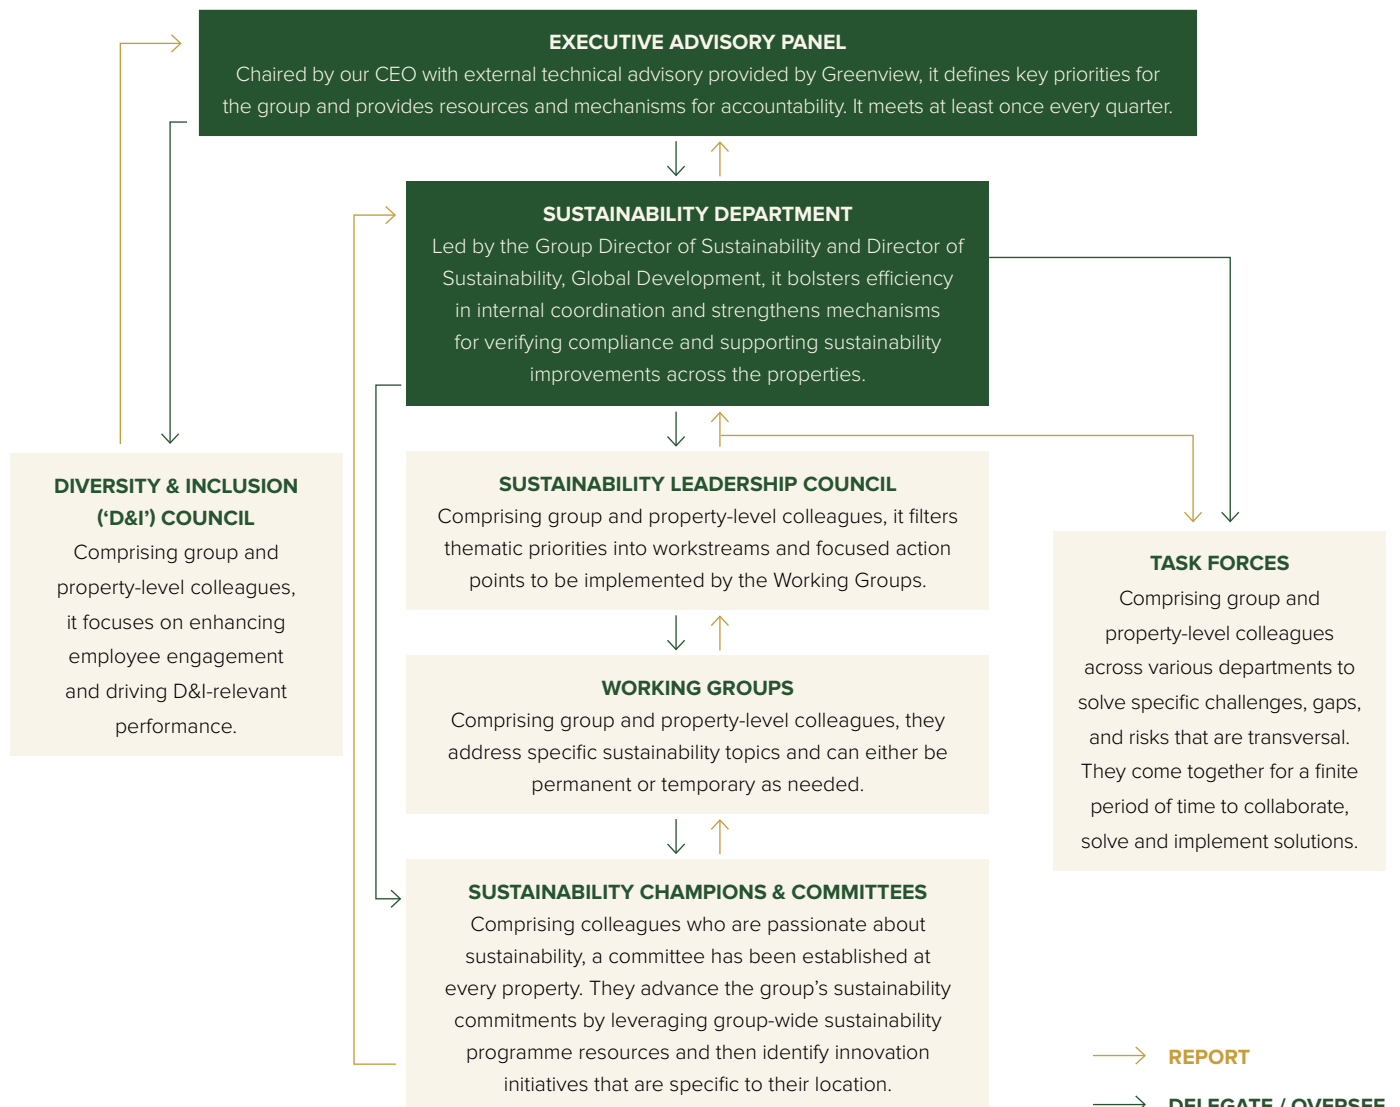 EXECUTIVE ADVISORY PANEL
Chaired by our CEO with external technical advisory provided by Greenview, it defines key priorities for
the group and provides resources and mechanisms for accountability. It meets at least once every quarter.
SUSTAINABILITY DEPARTMENT
Led by the Group Director of Sustainability and Director of
Sustainability, Global Development, it bolsters efficiency
in internal coordination and strengthens mechanisms
for verifying compliance and supporting sustainability
improvements across the properties.
DIVERSITY & INCLUSION
(‘D&I’) COUNCIL
Comprising group and
property-level colleagues,
it focuses on enhancing
employee engagement
and driving D&I-relevant
performance.
SUSTAINABILITY LEADERSHIP COUNCIL
Comprising group and property-level colleagues, it filters
thematic priorities into workstreams and focused action
points to be implemented by the Working Groups.
WORKING GROUPS
Comprising group and property-level colleagues, they
address specific sustainability topics and can either be
permanent or temporary as needed.
SUSTAINABILITY CHAMPIONS & COMMITTEES
Comprising colleagues who are passionate about
sustainability, a committee has been established at
every property. They advance the group’s sustainability
commitments by leveraging group-wide sustainability
programme resources and then identify innovation
initiatives that are specific to their location.
TASK FORCES
Comprising group and
property-level colleagues
across various departments to
solve specific challenges, gaps,
and risks that are transversal.
They come together for a finite
period of time to collaborate,
solve and implement solutions.
REPORT
DELEGATE / OVERSEE